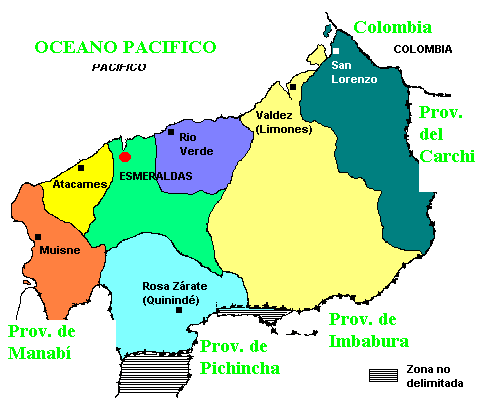 Colombia
OCEANO PACIFICO
COLOMBIA
PACIFICO
San
Lorenzo
Valdez
(Limones)
Prov.
del
Carchi
Rio
Verde
ESMERALDAS
Atacames
Muisne
Rosa Zárate
(Quinindé)
Prov. de
Manabí
Prov. de
Pichincha
Prov. de
Imbabura
Zona no
delimitada